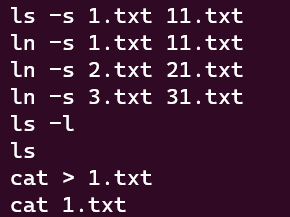 ls -s 1.txt 11.txt
ln -s 1.txt 11.txt
ln -s 2.txt 21.txt
ln -s 3.txt 31.txt
ls -l
ls
cat > 1.txt
cat 1.txt